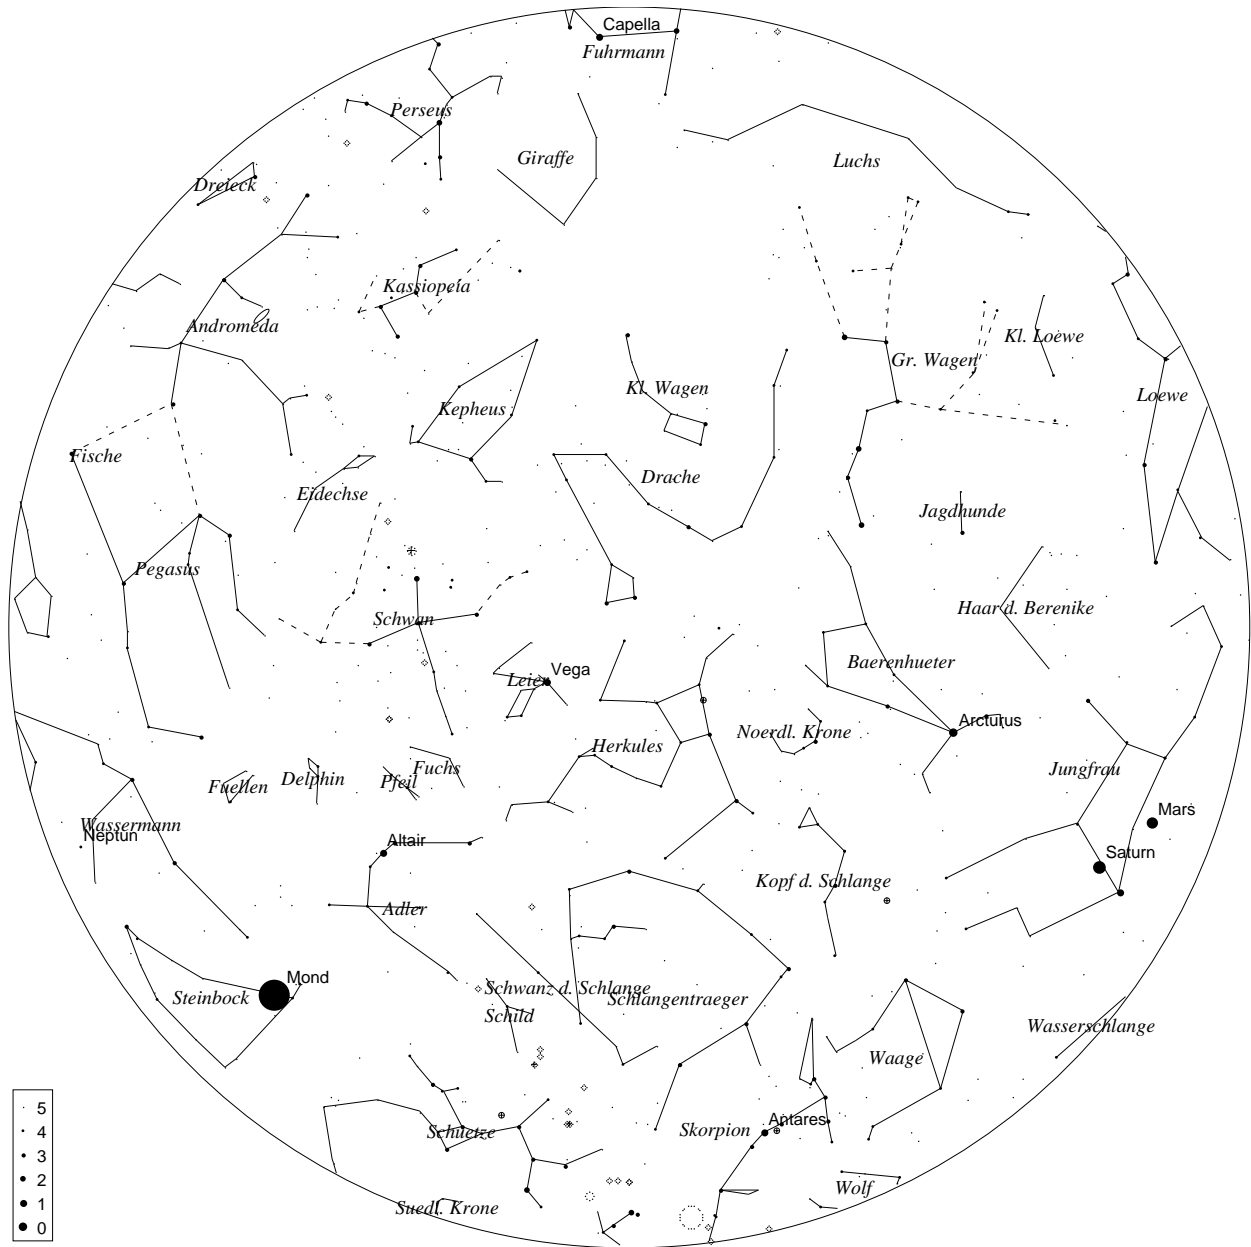 Capella
Fuhrmann
Perseus
Giraffe
Luchs
Dreieck
Kassiopeia
Andromeda
Kl. Loewe
Gr. Wagen
Kl. Wagen
Loewe
Kepheus
Fische
Drache
Eidechse
Jagdhunde
Pegasus
Haar d. Berenike
Schwan
Baerenhueter
Vega
Leier
Arcturus
Noerdl. Krone
Herkules
Jungfrau
Fuchs
Delphin
Pfeil
Fuellen
Mars
Wassermann
Neptun
Altair
Saturn
Kopf d. Schlange
Adler
Mond
Steinbock
Schwanz d. Schlange
Schlangentraeger
Schild
Wasserschlange
Waage
Antares
Skorpion
Schuetze
Wolf
Suedl. Krone
5
4
3
2
1
0